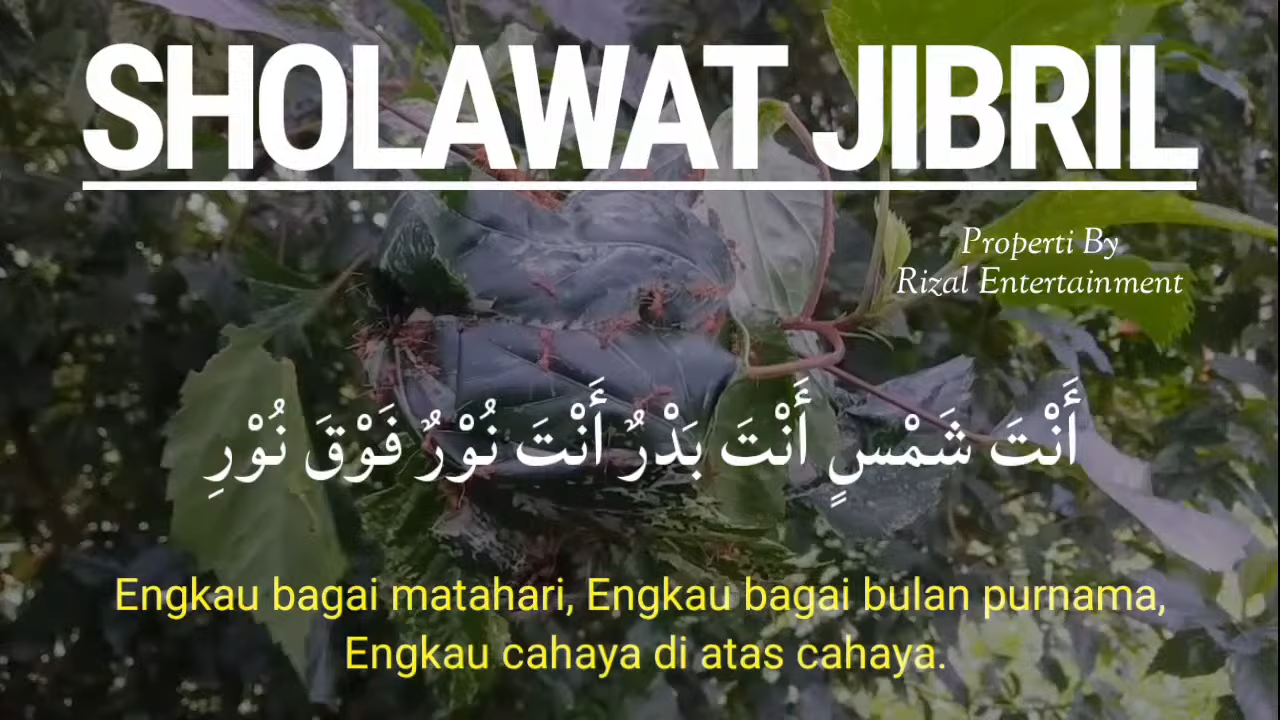 SHOLAWAT JIBRIL
Properti By
Rizal Entertainment
أَنْتَ شَمْسٍ أَنْتَ بَدْرٌ أَنْتَ نُوْرٌ فَوْقَ نُوْرِ
Engkau bagai matahari, Engkau bagai bulan purnama,
Engkau cahaya di atas cahaya.